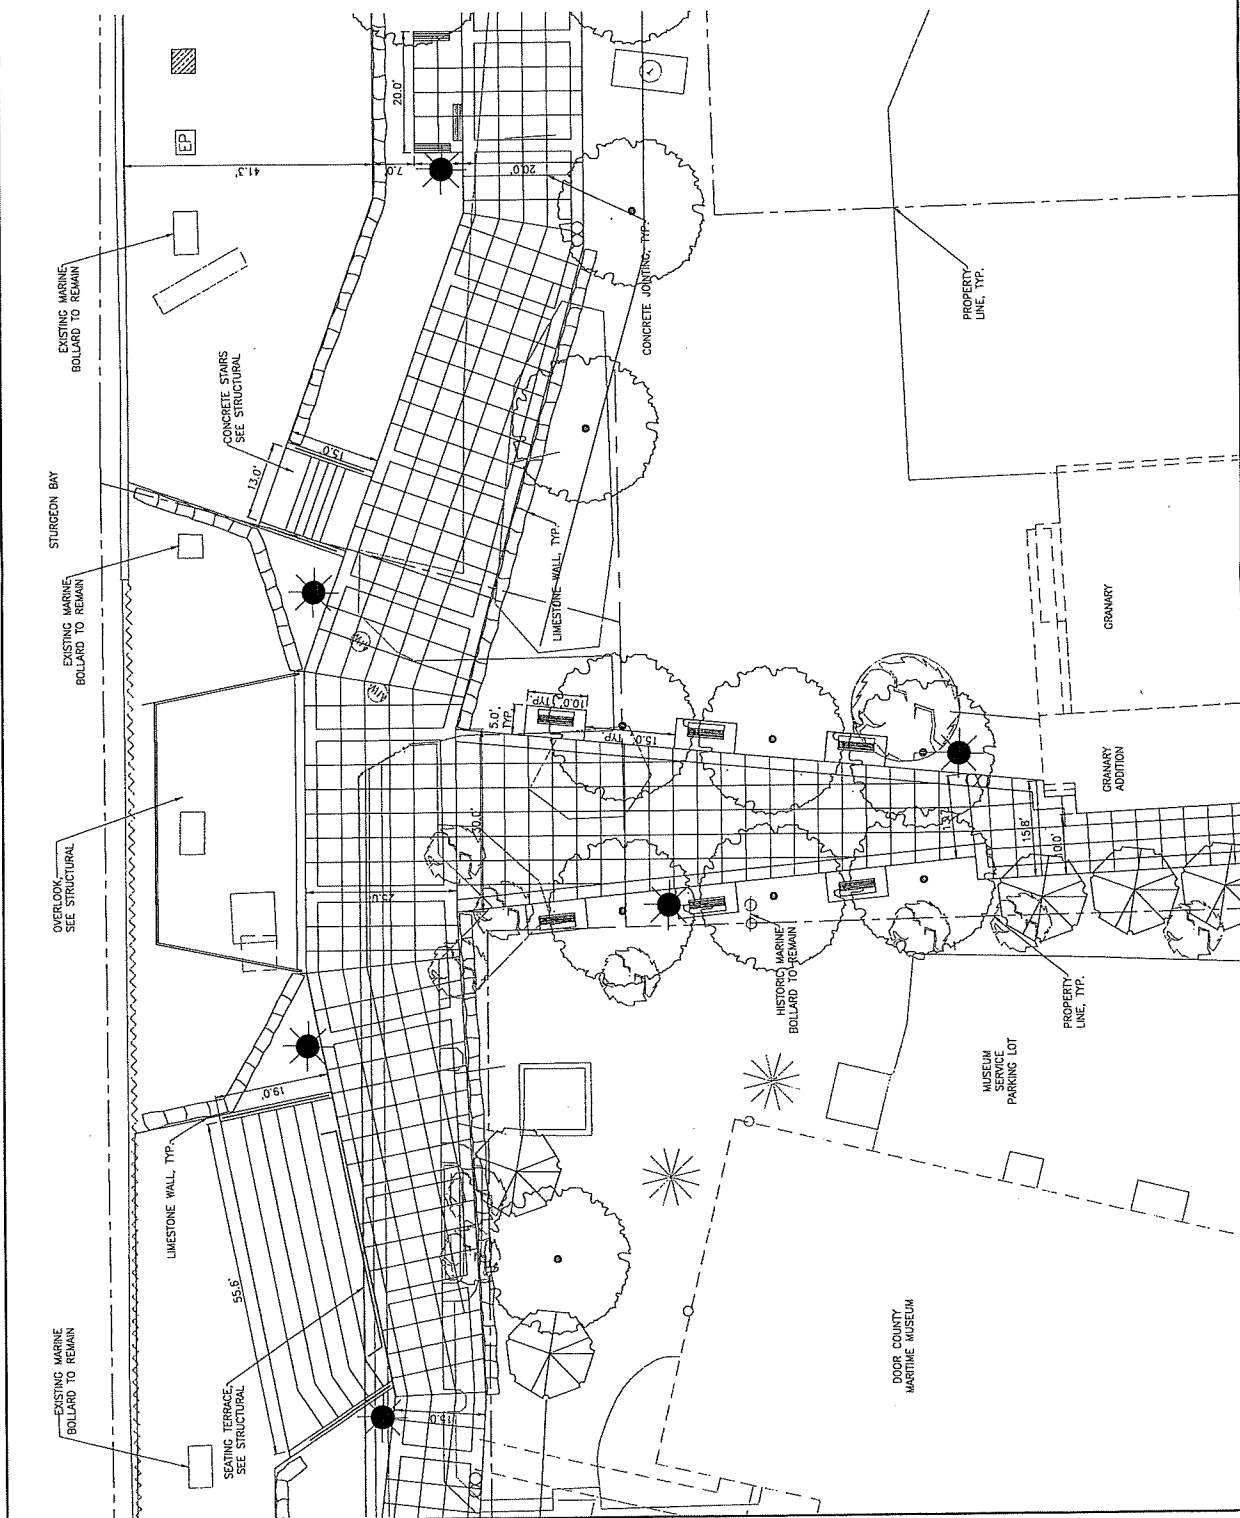 EXISTING MARINE
BOLLARD TO REMAIN
STURGEON BAY
EXISTING MARINE
BOLLARD TO REMAIN
OVERLOOK
SEE STRUCTURAL
EXISTING MARINE
BOLLARD TO REMAIN
EP
41.3'
7.0'
20.0'
20.0'
CONCRETE STAIRS
SEE STRUCTURAL
13.0'
15.0'
CONCRETE JOINTING, TYP.
PROPERTY
LINE, TYP.
LIMESTONE WALL, TYP.
5.0'
TYP.
10.0'
TYP.
15.0'
TYP
30.0'
25.0'
GRANARY
GRANARY
ADDITION
15.8'
10.0'
HISTORIC MARINE
BOLLARD TO REMAIN
PROPERTY
LINE, TYP.
MUSEUM
SERVICE
PARKING LOT
19.0'
LIMESTONE WALL, TYP.
55.6'
SEATING TERRACE,
SEE STRUCTURAL
15.0'
DOOR COUNTY
MARITIME MUSEUM